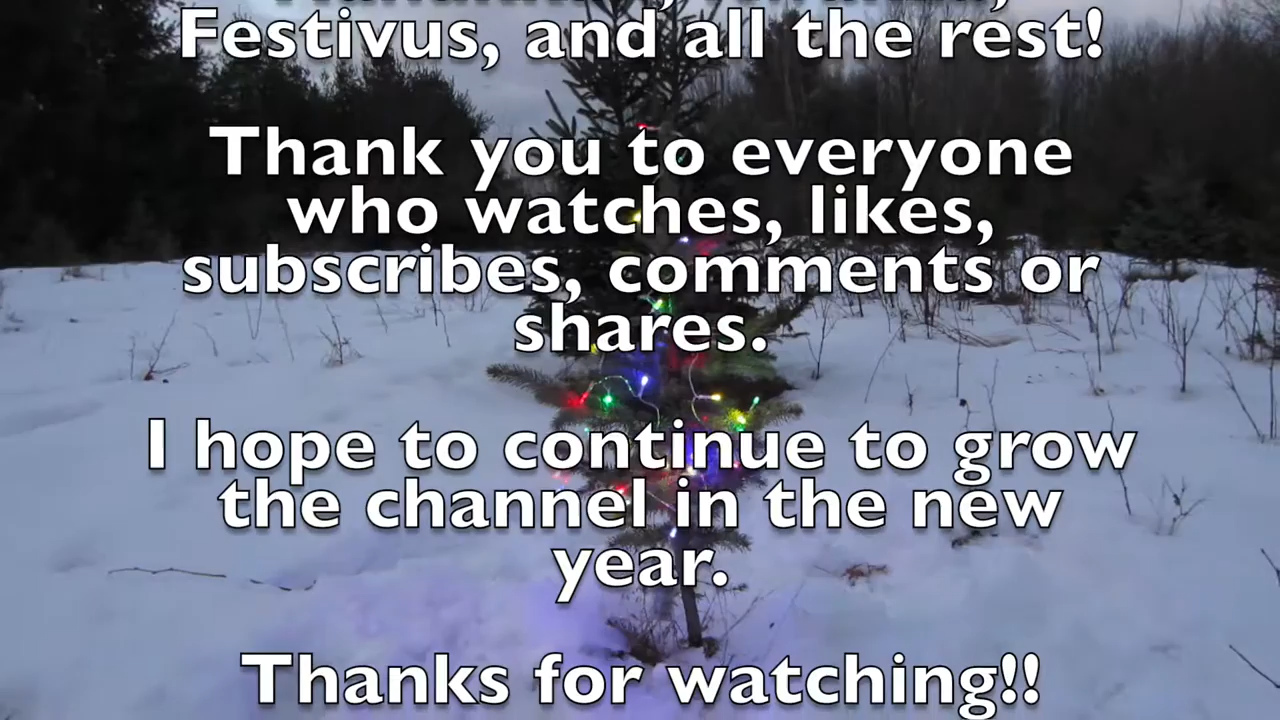 Festivus, and all the rest!
Thank you to everyone
who watches, likes,
subscribes, comments or
shares.
I hope to continue to grow
the channel in the new
year.
Thanks for watching!!